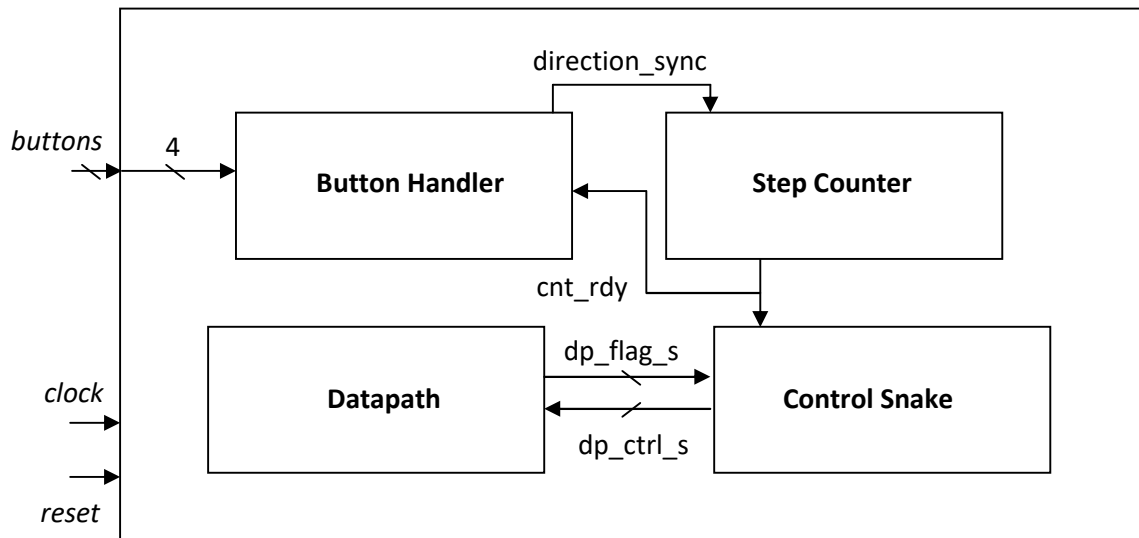 direction_sync
buttons
4
Button Handler
Step Counter
cnt_rdy
dp_flag_s
clock
Datapath
Control Snake
dp_ctrl_s
reset